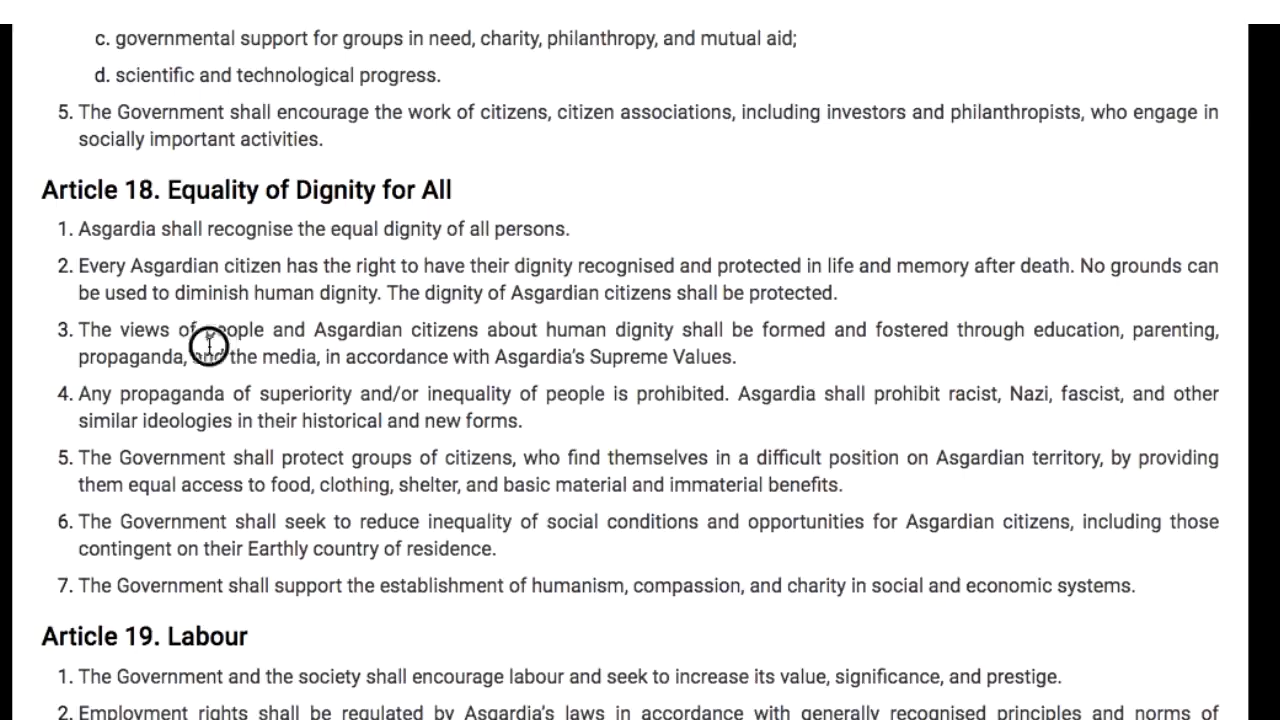 c. governmental support for groups in need, charity, philanthropy, and mutual aid;
d. scientific and technological progress.
5. The Government shall encourage the work of citizens, citizen associations, including investors and philanthropists, who engage in
socially important activities.
Article 18. Equality of Dignity for All
1. Asgardia shall recognise the equal dignity of all persons.
2. Every Asgardian citizen has the right to have their dignity recognised and protected in life and memory after death. No grounds can
be used to diminish human dignity. The dignity of Asgardian citizens shall be protected.
3. The views of people and Asgardian citizens about human dignity shall be formed and fostered through education, parenting,
propaganda, and the media, in accordance with Asgardia's Supreme Values.
4. Any propaganda of superiority and/or inequality of people is prohibited. Asgardia shall prohibit racist, Nazi, fascist, and other
similar ideologies in their historical and new forms.
5. The Government shall protect groups of citizens, who find themselves in a difficult position on Asgardian territory, by providing
them equal access to food, clothing, shelter, and basic material and immaterial benefits.
6. The Government shall seek to reduce inequality of social conditions and opportunities for Asgardian citizens, including those
contingent on their Earthly country of residence.
7. The Government shall support the establishment of humanism, compassion, and charity in social and economic systems.
Article 19. Labour
1. The Government and the society shall encourage labour and seek to increase its value, significance, and prestige.
2. Employment rights shall be regulated by Asgardia's laws in accordance with generally recognised principles and norms of